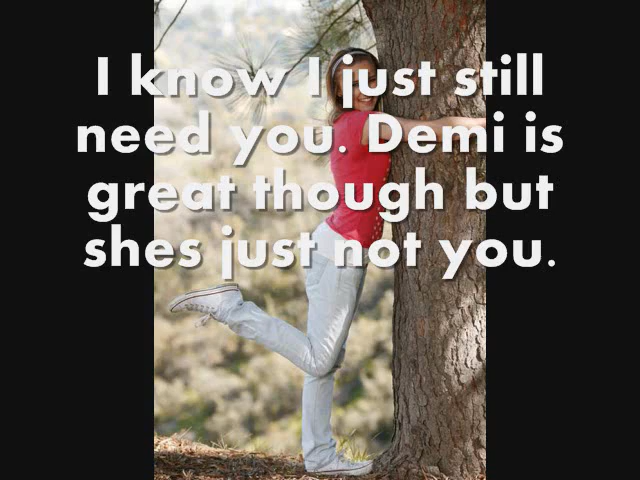 I know I just still
need you. Demi is
great though but
shes just not you.